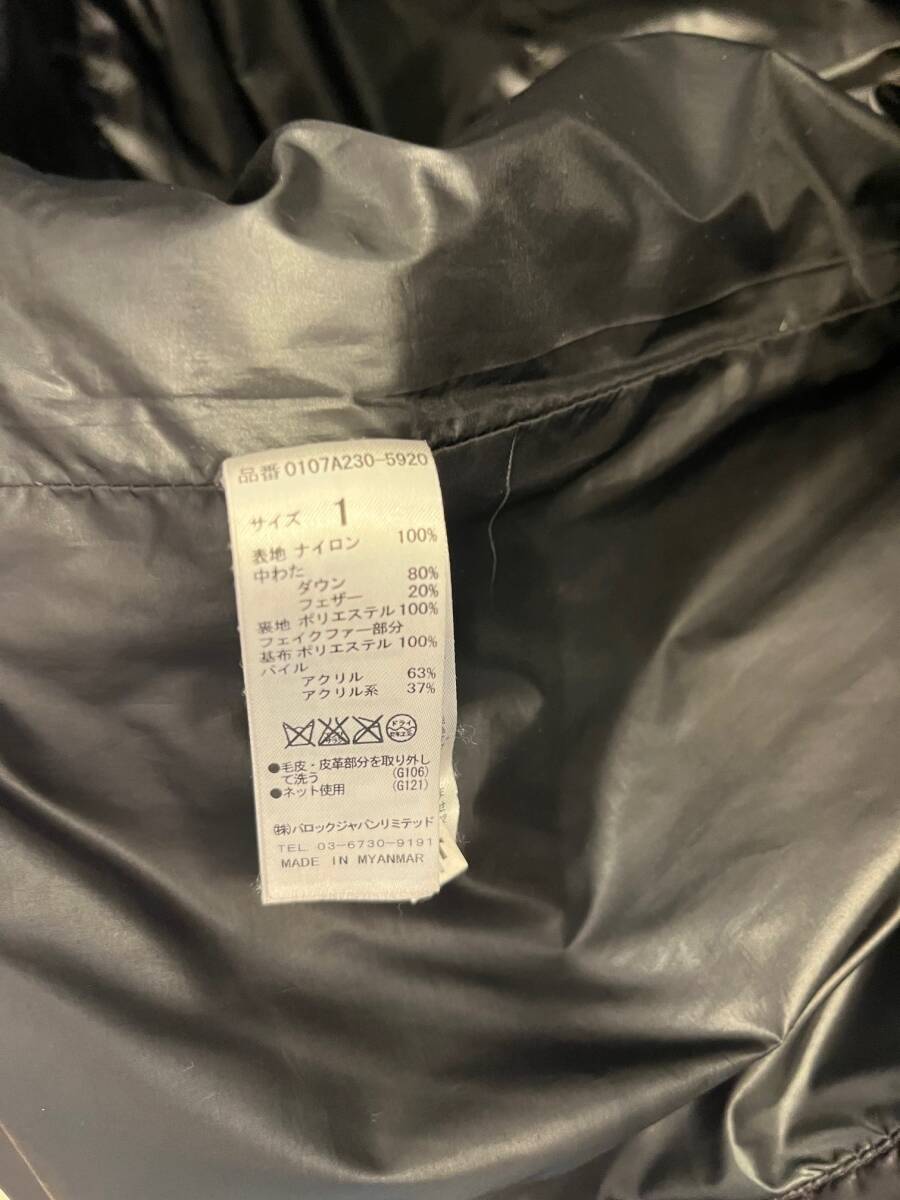 品番 0107A230-5920
サイズ 1
表地 ナイロン 100%
中わた
ダウン 80%
フェザー 20%
裏地 ポリエステル 100%
フェイクファー部分
基布 ポリエステル 100%
パイル
アクリル 63%
アクリル系 37%
ドライ
●毛皮・皮革部分を取り外し
て洗う (G106)
●ネット使用 (G121)
㈱バロックジャパンリミテッド
TEL. 03-6730-9191
MADE IN MYANMAR